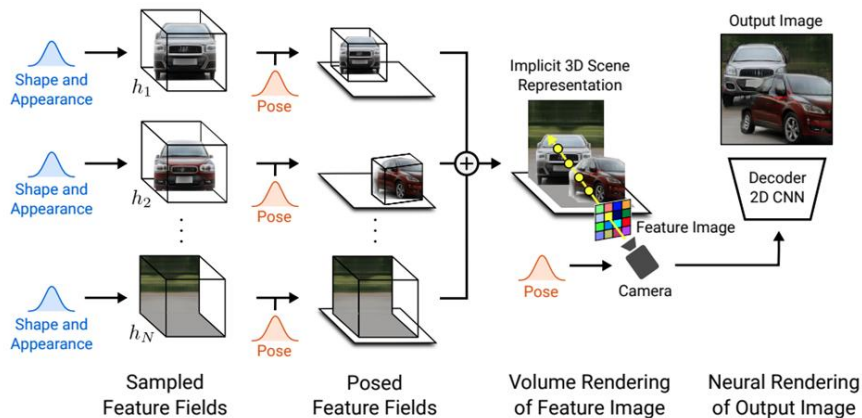 Shape and
Appearance
h1
Pose
Shape and
Appearance
h2
Pose
Shape and
Appearance
hN
Pose
Implicit 3D Scene
Representation
Feature Image
Pose
Camera
Output Image
Decoder
2D CNN
Sampled
Feature Fields
Posed
Feature Fields
Volume Rendering
of Feature Image
Neural Rendering
of Output Image